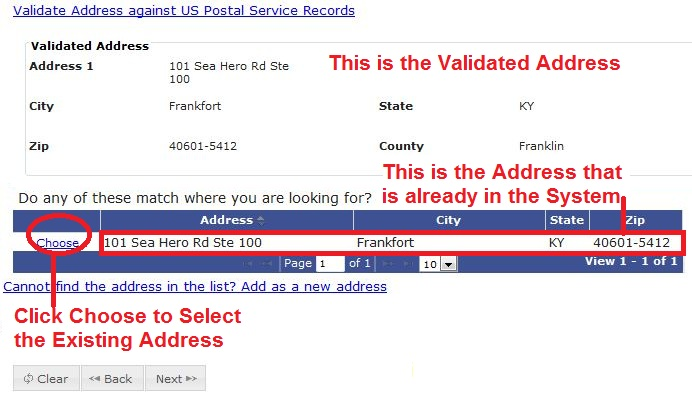 Validate Address against US Postal Service Records
Validated Address
Address 1 101 Sea Hero Rd Ste
100
This is the Validated Address
City Frankfort State KY
Zip 40601-5412 County Franklin
This is the Address that
is already in the System
Do any of these match where you are looking for?
Address City State Zip
Choose 101 Sea Hero Rd Ste 100 Frankfort KY 40601-5412
Page 1 of 1 10 View 1 - 1 of 1
Cannot find the address in the list? Add as a new address
Click Choose to Select
the Existing Address
Clear Back Next